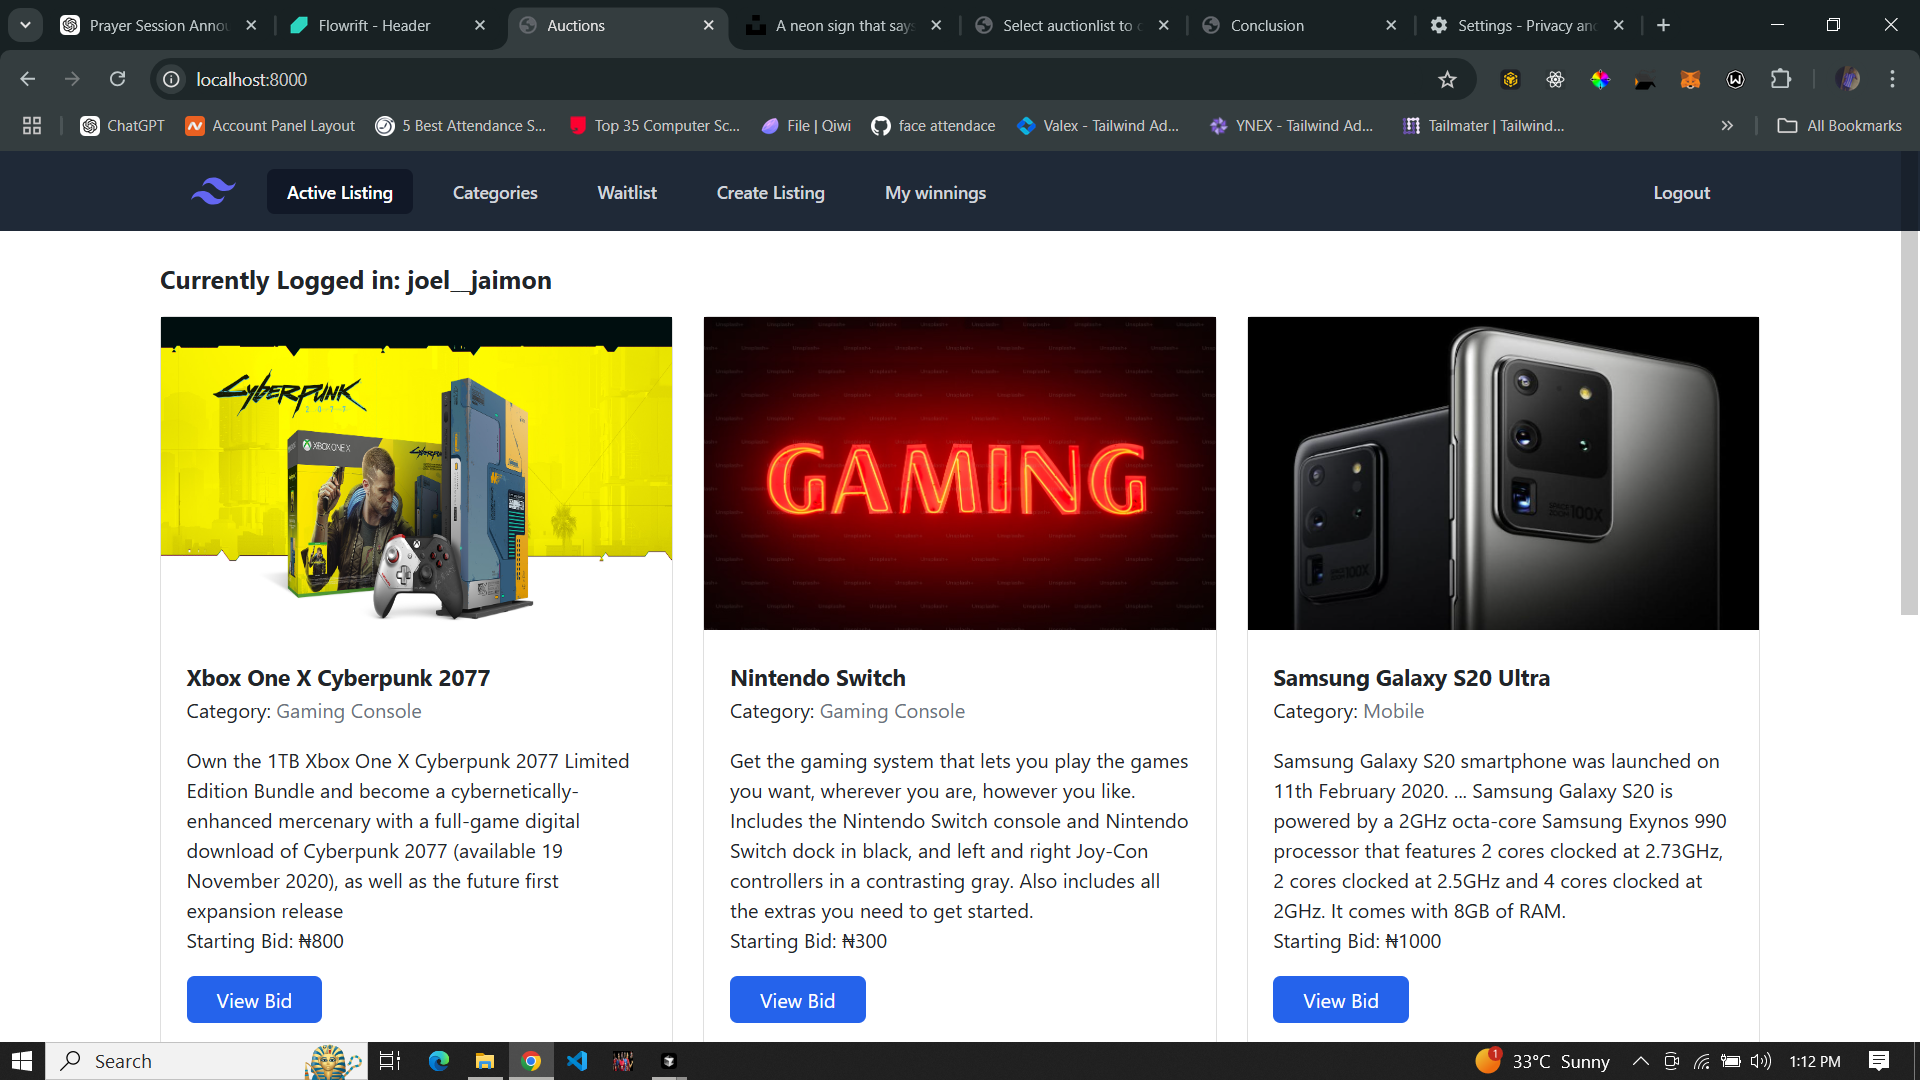 Prayer Session Annou
Flowrift - Header
Auctions
A neon sign that says
Select auctionlist to c
Conclusion
Settings - Privacy and
localhost:8000
ChatGPT
Account Panel Layout
5 Best Attendance S...
Top 35 Computer Sc...
File | Qiwi
face attendace
Valex - Tailwind Ad...
YNEX - Tailwind Ad...
Tailmater | Tailwind...
All Bookmarks
Active Listing
Categories
Waitlist
Create Listing
My winnings
Logout
Currently Logged in: joel__jaimon
CYBERPUNK
2077
XBOX ONE X
GAMING
SPACE ZOOM 100X
SPACE ZOOM 100X
Xbox One X Cyberpunk 2077
Category: Gaming Console
Own the 1TB Xbox One X Cyberpunk 2077 Limited
Edition Bundle and become a cybernetically-
enhanced mercenary with a full-game digital
download of Cyberpunk 2077 (available 19
November 2020), as well as the future first
expansion release
Starting Bid: ₦800
View Bid
Nintendo Switch
Category: Gaming Console
Get the gaming system that lets you play the games
you want, wherever you are, however you like.
Includes the Nintendo Switch console and Nintendo
Switch dock in black, and left and right Joy-Con
controllers in a contrasting gray. Also includes all
the extras you need to get started.
Starting Bid: ₦300
View Bid
Samsung Galaxy S20 Ultra
Category: Mobile
Samsung Galaxy S20 smartphone was launched on
11th February 2020. ... Samsung Galaxy S20 is
powered by a 2GHz octa-core Samsung Exynos 990
processor that features 2 cores clocked at 2.73GHz,
2 cores clocked at 2.5GHz and 4 cores clocked at
2GHz. It comes with 8GB of RAM.
Starting Bid: ₦1000
View Bid
Search
1
33°C Sunny
1:12 PM